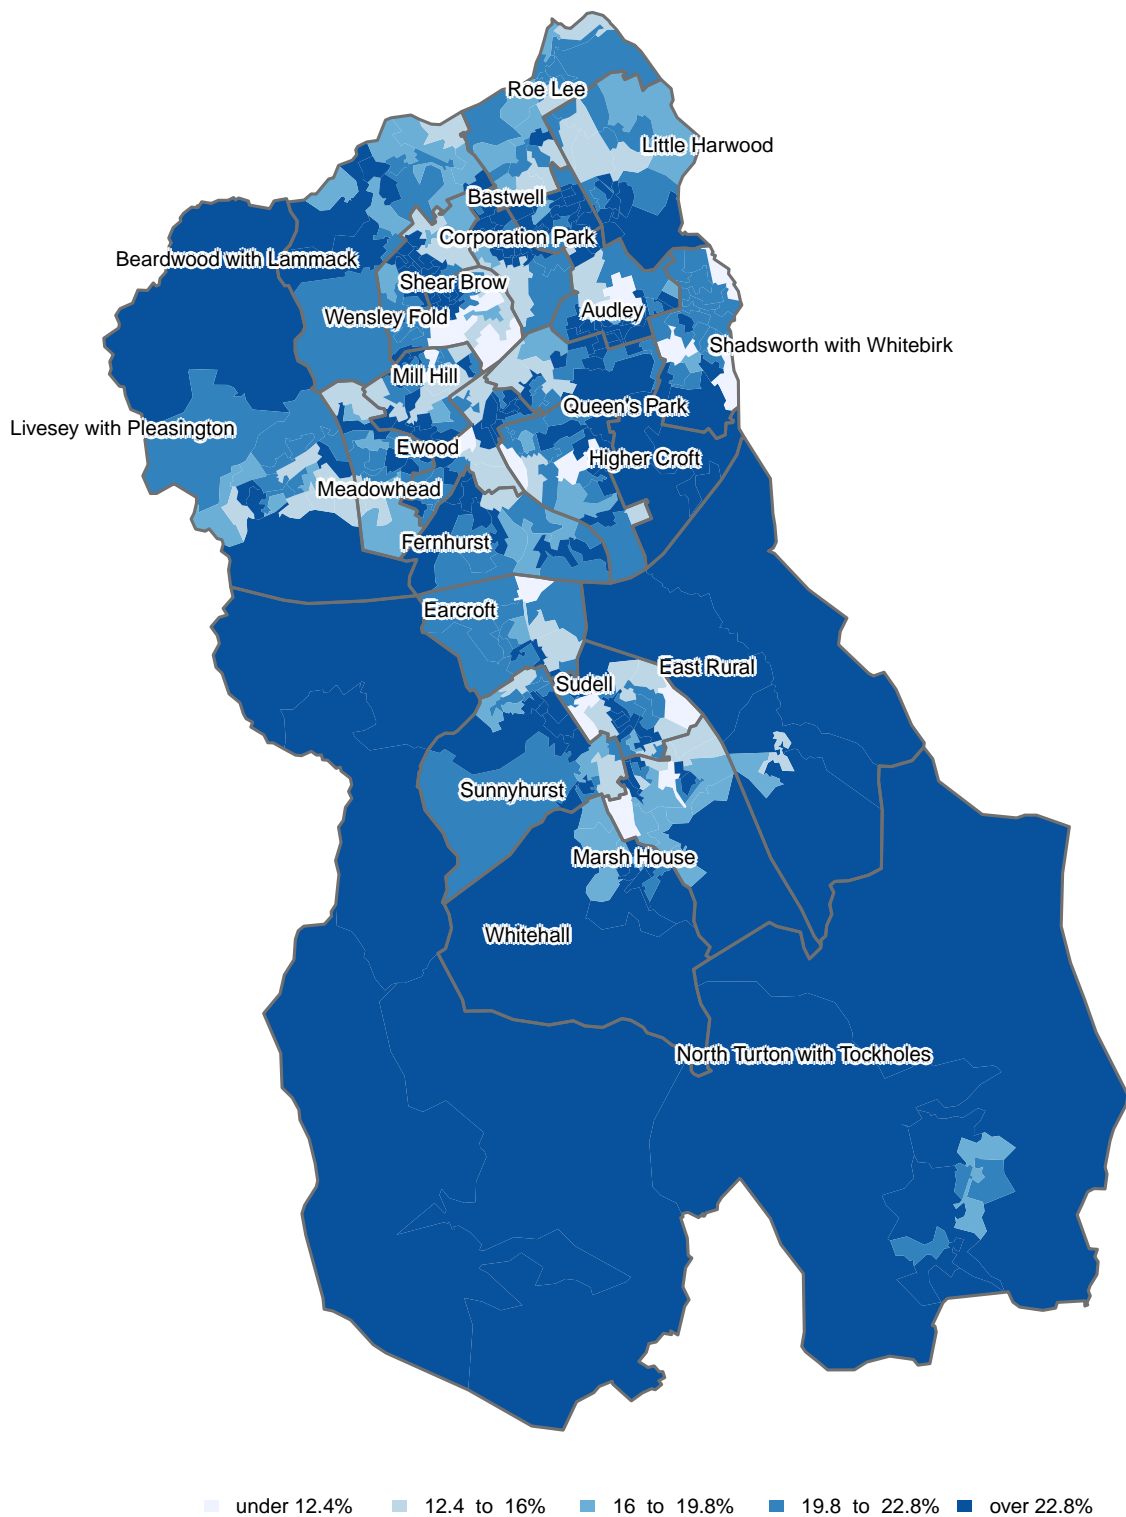 Roe Lee
Little Harwood
Bastwell
Corporation Park
Beardwood with Lammack
Shear Brow
Audley
Wensley Fold
Shadsworth with Whitebirk
Mill Hill
Queen's Park
Livesey with Pleasington
Ewood
Higher Croft
Meadowhead
Fernhurst
Earcroft
East Rural
Sudell
Sunnyhurst
Marsh House
Whitehall
North Turton with Tockholes
under 12.4% 12.4 to 16% 16 to 19.8% 19.8 to 22.8% over 22.8%